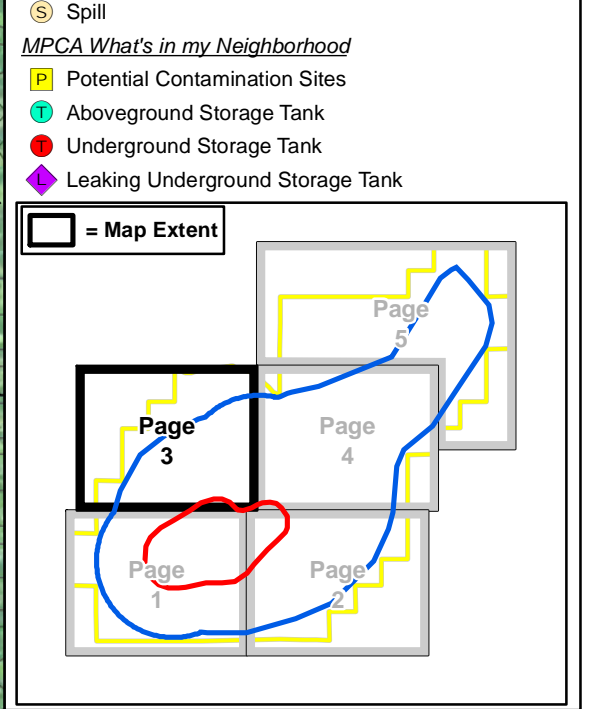 S Spill
MPCA What's in my Neighborhood
P Potential Contamination Sites
T Aboveground Storage Tank
T Underground Storage Tank
L Leaking Underground Storage Tank
= Map Extent
Page
5
Page
3
Page
4
Page
1
Page
2